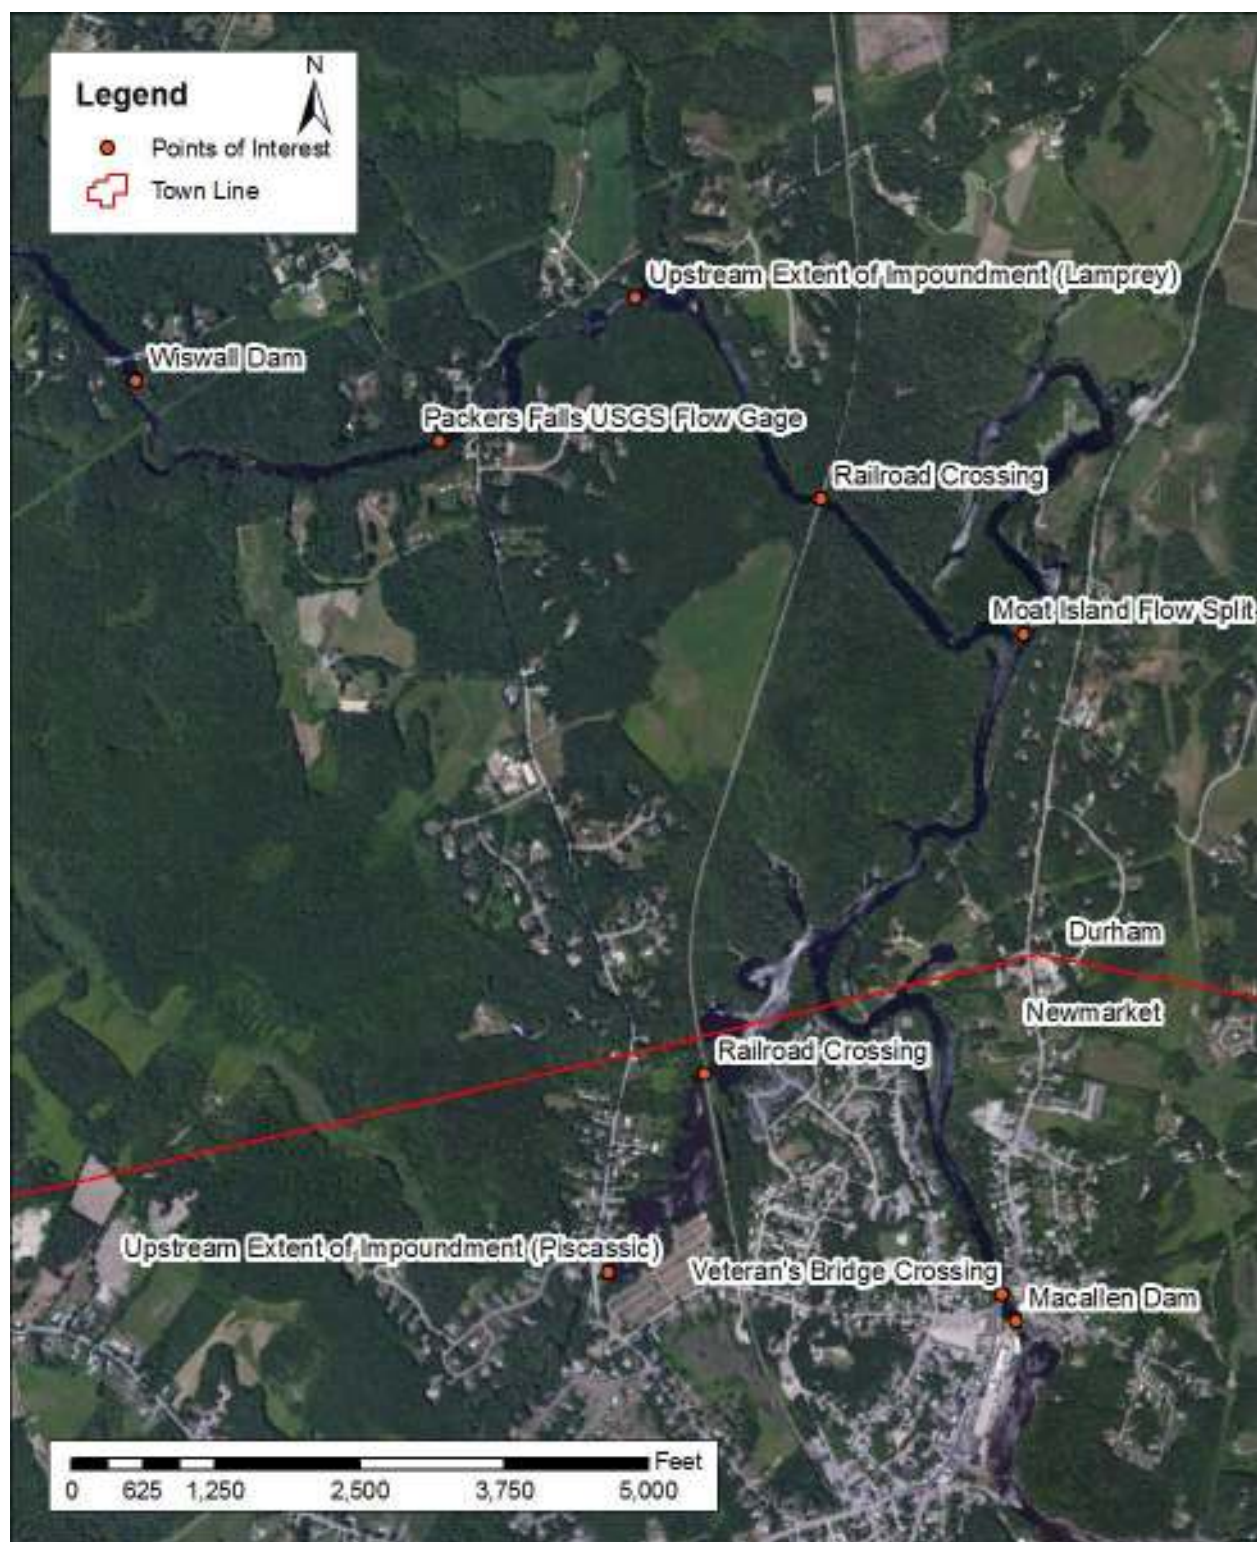 N
Legend
Points of Interest
Town Line
Upstream Extent of Impoundment (Lamprey)
Wiswall Dam
Packers Falls USGS Flow Gage
Railroad Crossing
Moat Island Flow Split
Durham
Newmarket
Railroad Crossing
Upstream Extent of Impoundment (Piscassic)
Veteran's Bridge Crossing
Macallen Dam
Feet
0 625 1,250 2,500 3,750 5,000